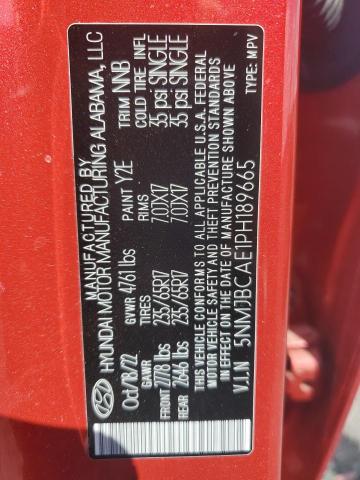 MANUFACTURED BY
HYUNDAI MOTOR MANUFACTURING ALABAMA, LLC
Oct/18/22 GVWR 4761 lbs PAINT Y2E TRIM NNB
GAWR TIRES RIMS COLD TIRE INFL
FRONT 2778 lbs 235/65R17 7.0JX17 35 psi SINGLE
REAR 2646 lbs 235/65R17 7.0JX17 35 psi SINGLE
THIS VEHICLE CONFORMS TO ALL APPLICABLE U.S.A. FEDERAL
MOTOR VEHICLE SAFETY AND THEFT PREVENTION STANDARDS
IN EFFECT ON THE DATE OF MANUFACTURE SHOWN ABOVE
V.I.N 5NMJBCAE1PH189665 TYPE: MPV